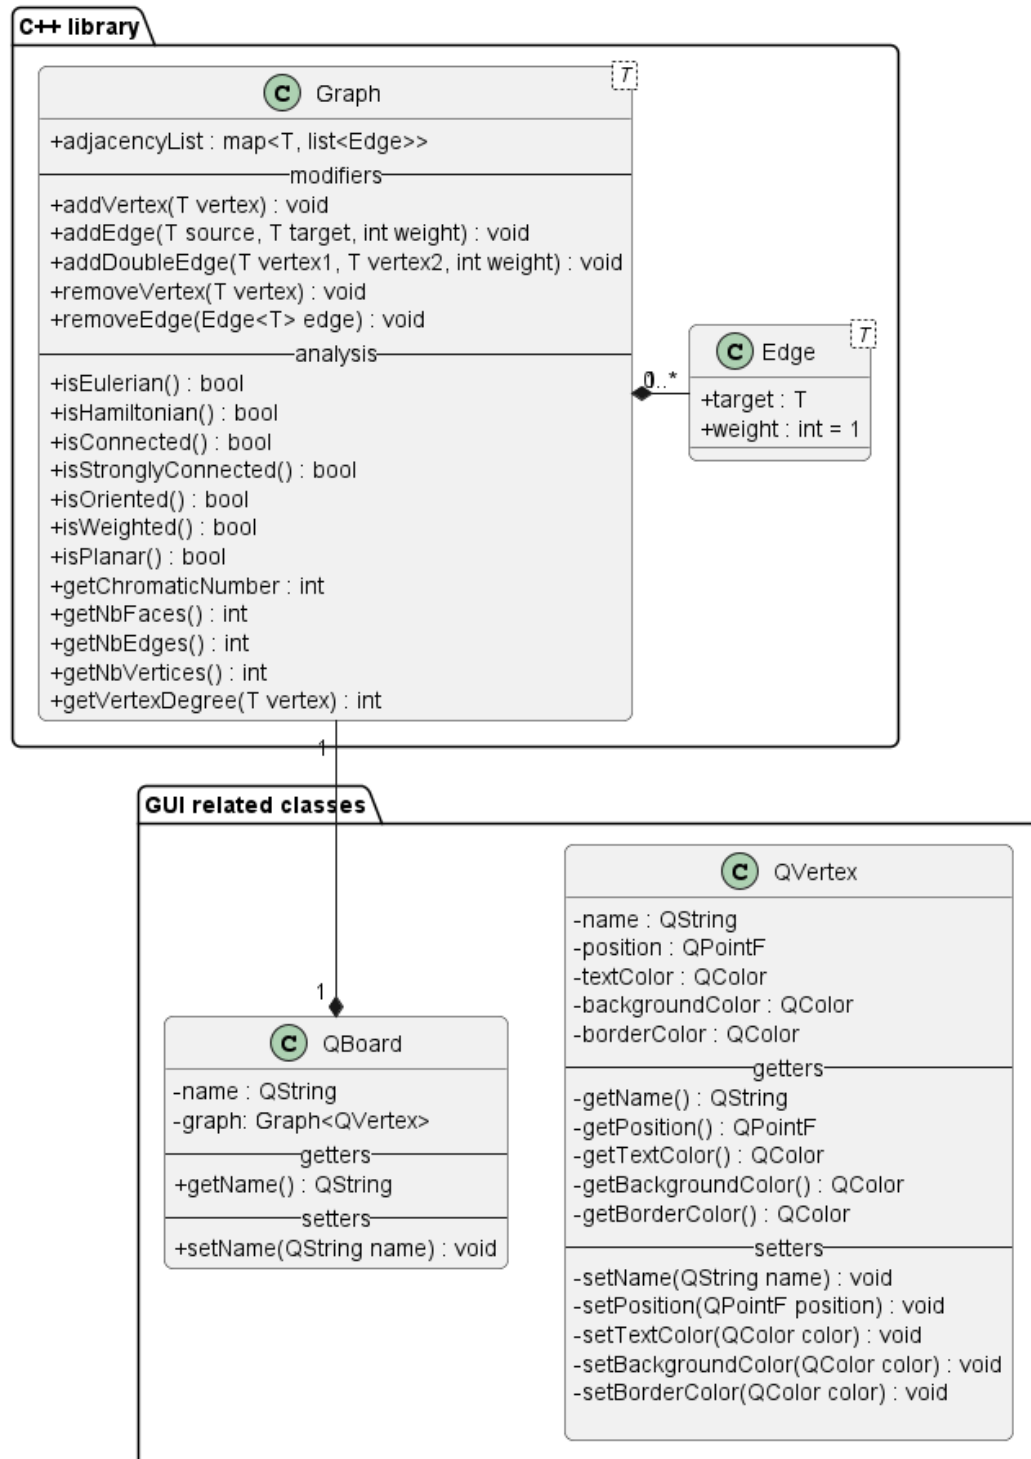 C++ library
T
C Graph
+adjacencyList : map<T, list<Edge>>
modifiers
+addVertex(T vertex) : void
+addEdge(T source, T target, int weight) : void
+addDoubleEdge(T vertex1, T vertex2, int weight) : void
+removeVertex(T vertex) : void
+removeEdge(Edge<T> edge) : void
analysis
+isEulerian() : bool
+isHamiltonian() : bool
+isConnected() : bool
+isStronglyConnected() : bool
+isOriented() : bool
+isWeighted() : bool
+isPlanar() : bool
+getChromaticNumber : int
+getNbFaces() : int
+getNbEdges() : int
+getNbVertices() : int
+getVertexDegree(T vertex) : int
0..*
T
C Edge
+target : T
+weight : int = 1
1
GUI related classes
1
C QBoard
-name : QString
-graph: Graph<QVertex>
getters
+getName() : QString
setters
+setName(QString name) : void
C QVertex
-name : QString
-position : QPointF
-textColor : QColor
-backgroundColor : QColor
-borderColor : QColor
getters
-getName() : QString
-getPosition() : QPointF
-getTextColor() : QColor
-getBackgroundColor() : QColor
-getBorderColor() : QColor
setters
-setName(QString name) : void
-setPosition(QPointF position) : void
-setTextColor(QColor color) : void
-setBackgroundColor(QColor color) : void
-setBorderColor(QColor color) : void